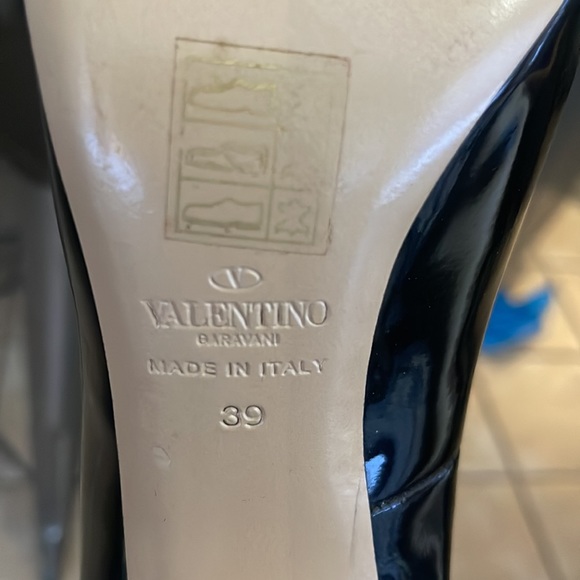 VALENTINO
GARAVANI
MADE IN ITALY
39